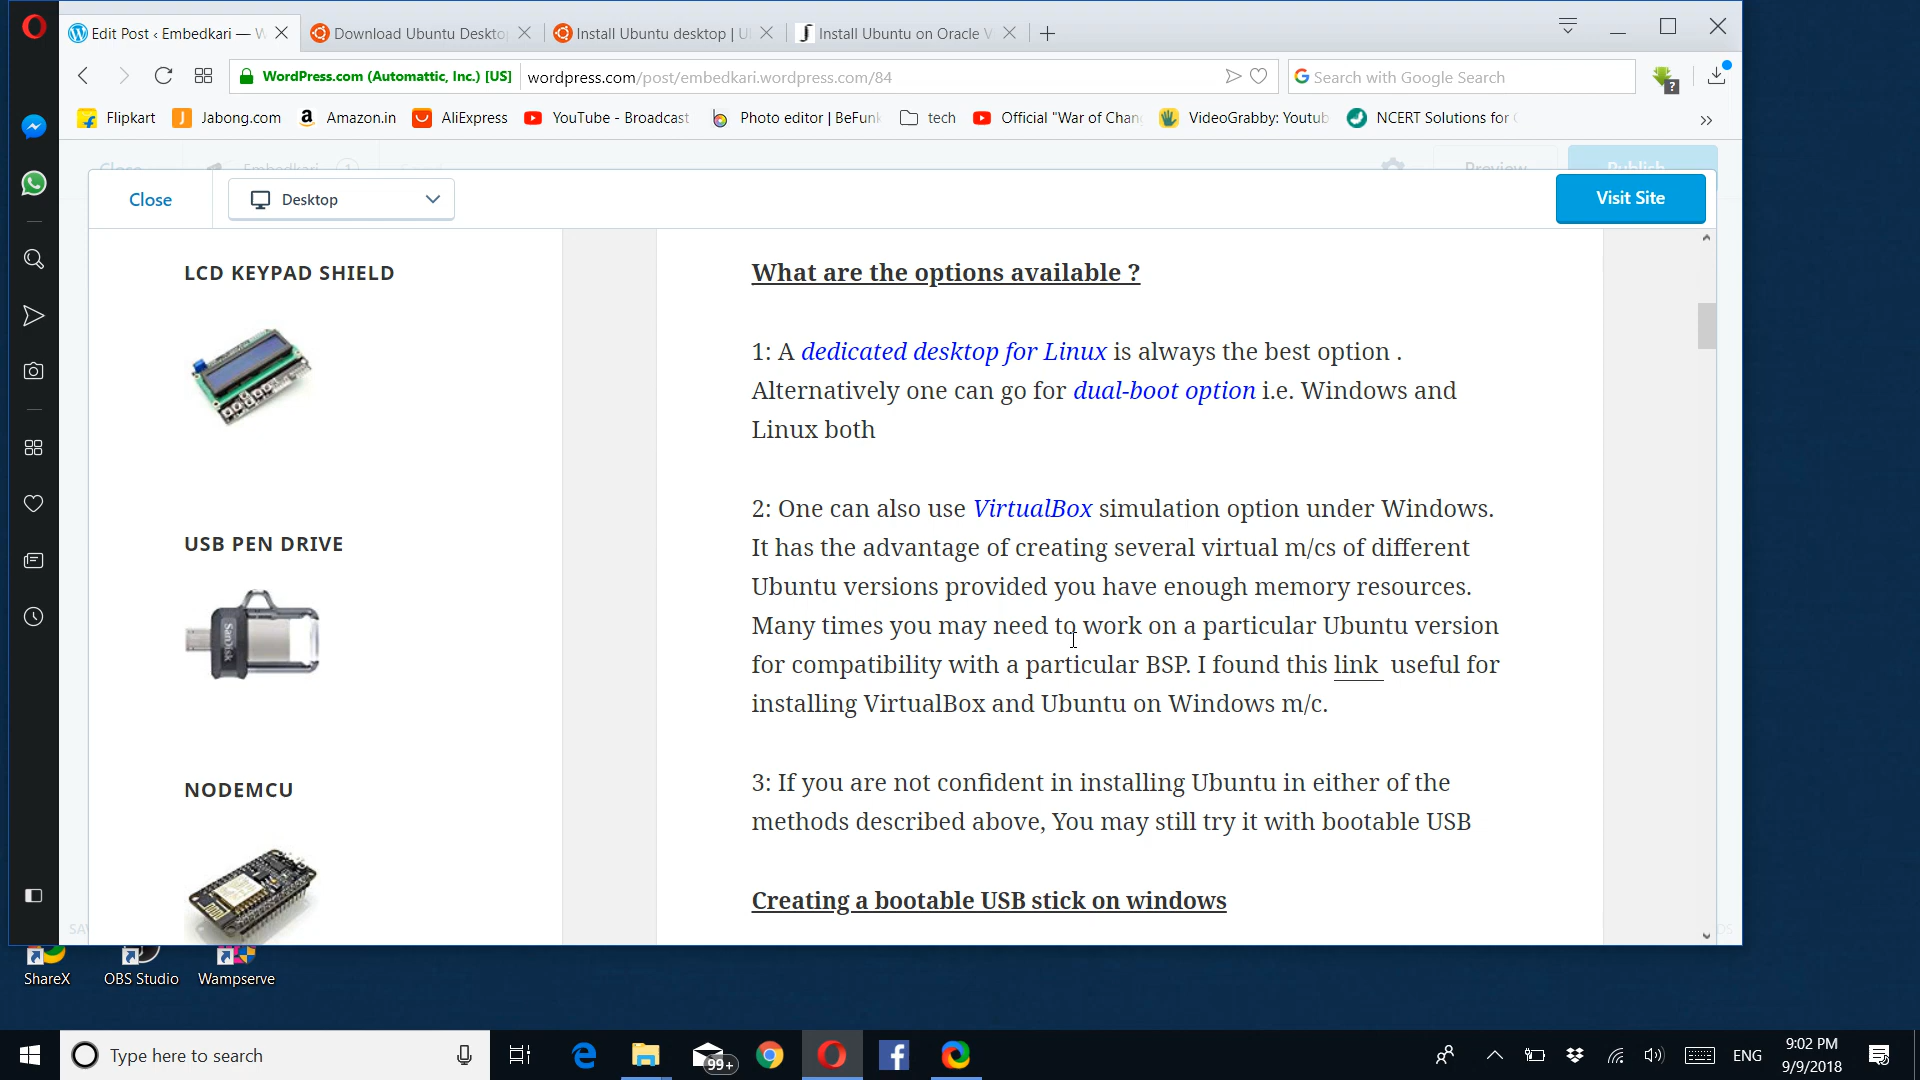 Edit Post ‹ Embedkari — W
Download Ubuntu Deskto
Install Ubuntu desktop | U
Install Ubuntu on Oracle V
WordPress.com (Automattic, Inc.) [US]
wordpress.com/post/embedkari.wordpress.com/84
Search with Google Search
Flipkart
Jabong.com
Amazon.in
AliExpress
YouTube - Broadcast
Photo editor | BeFunk
tech
Official "War of Chan
VideoGrabby: Youtub
NCERT Solutions for
Close
Embedkari
1
Saved
Preview
Publish
Close
Desktop
Visit Site
LCD KEYPAD SHIELD
USB PEN DRIVE
SanDisk
NODEMCU
What are the options available ?
1: A dedicated desktop for Linux is always the best option .
Alternatively one can go for dual-boot option i.e. Windows and
Linux both
2: One can also use VirtualBox simulation option under Windows.
It has the advantage of creating several virtual m/cs of different
Ubuntu versions provided you have enough memory resources.
Many times you may need to work on a particular Ubuntu version
for compatibility with a particular BSP. I found this link useful for
installing VirtualBox and Ubuntu on Windows m/c.
3: If you are not confident in installing Ubuntu in either of the
methods described above, You may still try it with bootable USB
Creating a bootable USB stick on windows
ShareX
OBS Studio
Wampserve
Type here to search
99+
ENG
9:02 PM
9/9/2018